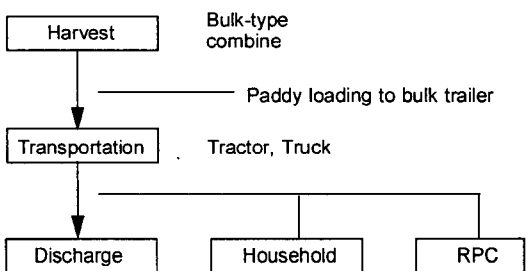 Harvest
Bulk-type
combine
Paddy loading to bulk trailer
Transportation
Tractor, Truck
Discharge
Household
RPC